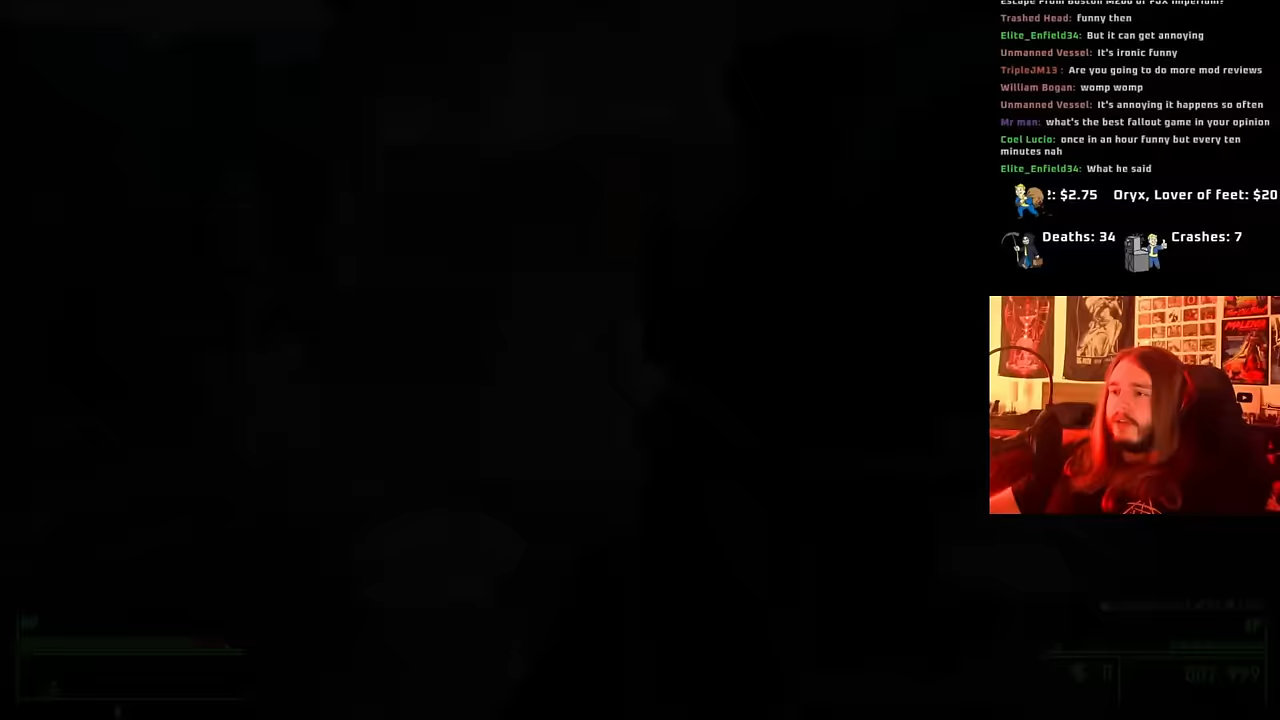 Trashed Head: funny then
Elite_Enfield34: But it can get annoying
Unmanned Vessel: It's ironic funny
TripleJM13 : Are you going to do more mod reviews
William Bogan: womp womp
Unmanned Vessel: It's annoying it happens so often
Mr man: what's the best fallout game in your opinion
Coel Lucio: once in an hour funny but every ten
minutes nah
Elite_Enfield34: What he said
!: $2.75 Oryx, Lover of feet: $20
Deaths: 34
Crashes: 7